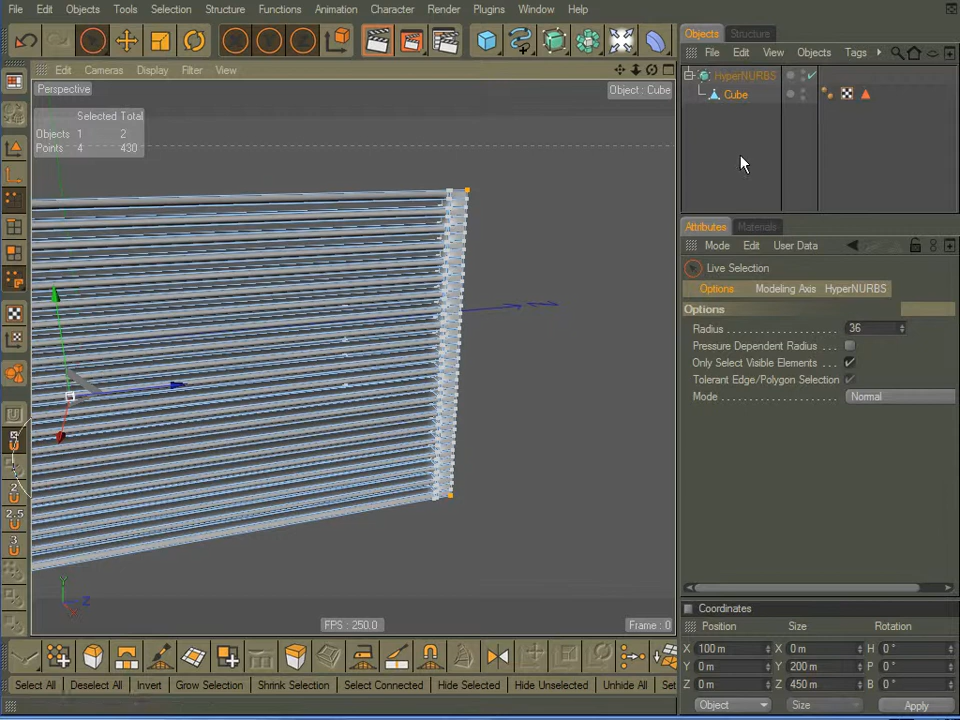 File Edit Objects Tools Selection Structure Functions Animation Character Render Plugins Window Help
Objects Structure
File Edit View Objects Tags
Edit Cameras Display Filter View
Perspective
Object : Cube
HyperNURBS
Cube
Selected Total
Objects 1 2
Points 4 430
Attributes Materials
Mode Edit User Data
Live Selection
Options Modeling Axis HyperNURBS
Options
Radius 36
Pressure Dependent Radius
Only Select Visible Elements
Tolerant Edge/Polygon Selection
Mode Normal
2
2.5
3
Y
Z
X
FPS : 250.0
Frame : 0
Coordinates
Position Size Rotation
X 100 m X 0 m H 0 °
Y 0 m Y 200 m P 0 °
Z 0 m Z 450 m B 0 °
Object Size Apply
Select All Deselect All Invert Grow Selection Shrink Selection Select Connected Hide Selected Hide Unselected Unhide All Se